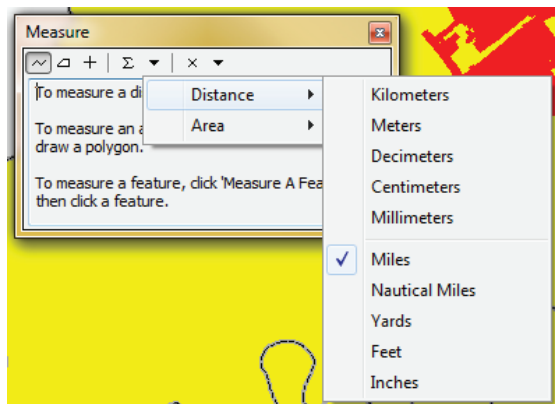 Measure
To measure a di
To measure an a
draw a polygon.
To measure a feature, click 'Measure A Fea
then click a feature.
Distance
Area
Kilometers
Meters
Decimeters
Centimeters
Millimeters
Miles
Nautical Miles
Yards
Feet
Inches